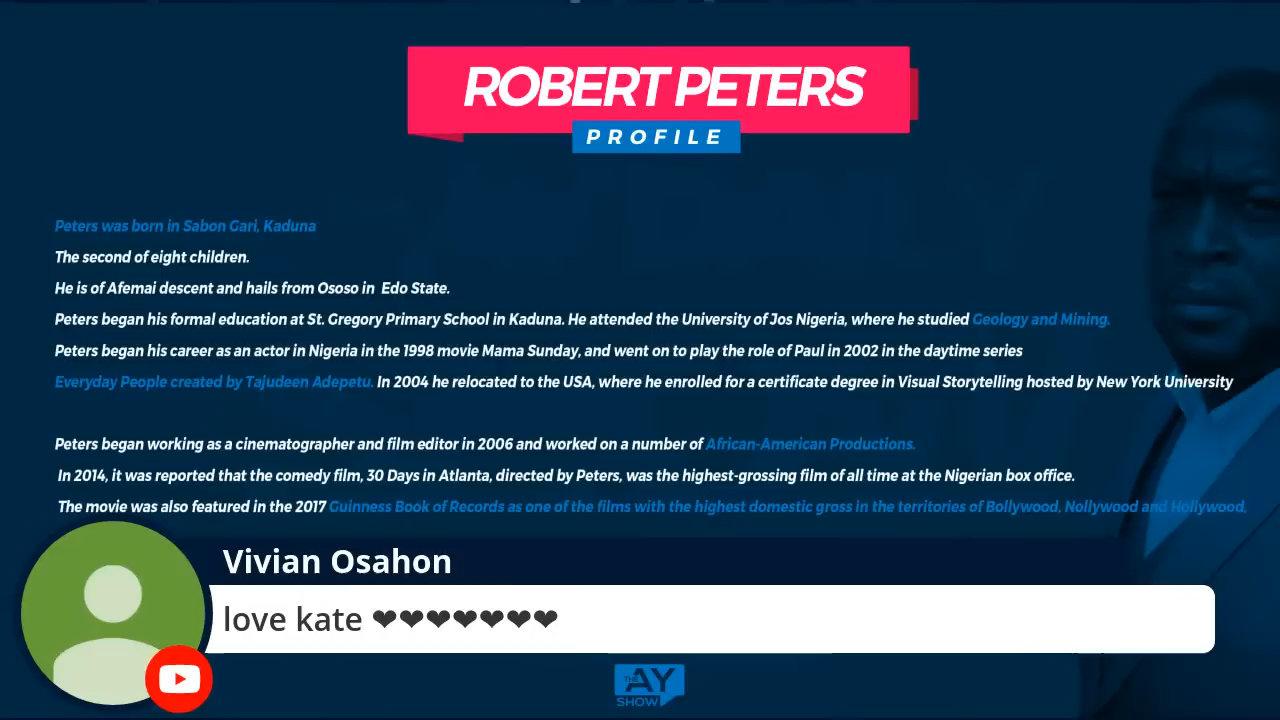 ROBERT PETERS
PROFILE
Peters was born in Sabon Gari, Kaduna
The second of eight children.
He is of Afemai descent and hails from Ososo in Edo State.
Peters began his formal education at St. Gregory Primary School in Kaduna. He attended the University of Jos Nigeria, where he studied Geology and Mining.
Peters began his career as an actor in Nigeria in the 1998 movie Mama Sunday, and went on to play the role of Paul in 2002 in the daytime series
Everyday People created by Tajudeen Adepetu. In 2004 he relocated to the USA, where he enrolled for a certificate degree in Visual Storytelling hosted by New York University
Peters began working as a cinematographer and film editor in 2006 and worked on a number of African-American Productions.
In 2014, it was reported that the comedy film, 30 Days in Atlanta, directed by Peters, was the highest-grossing film of all time at the Nigerian box office.
The movie was also featured in the 2017 Guinness Book of Records as one of the films with the highest domestic gross in the territories of Bollywood, Nollywood and Hollywood,
Vivian Osahon
love kate ❤❤❤❤❤❤❤
THE AY
SHOW